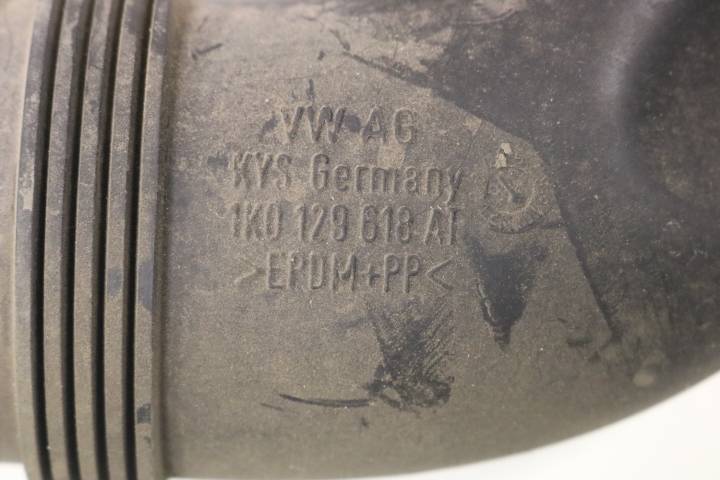 VW AG
KYS Germany
1K0 129 618 AT
>EPDM+PP<